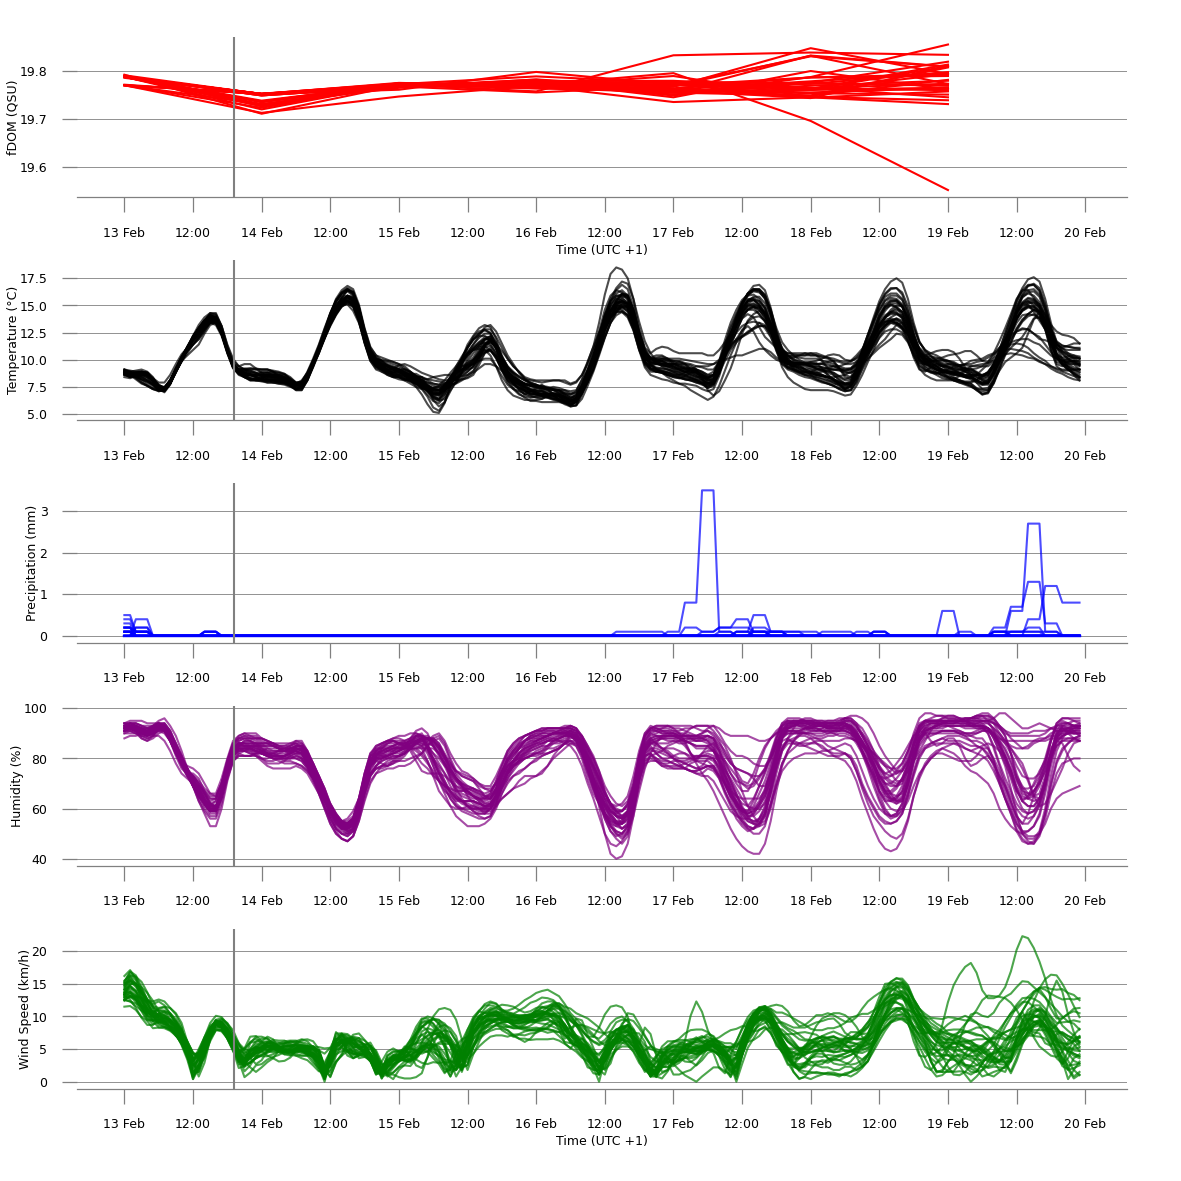 fDOM (QSU)
19.8
19.7
19.6
13 Feb 12:00 14 Feb 12:00 15 Feb 12:00 16 Feb 12:00 17 Feb 12:00 18 Feb 12:00 19 Feb 12:00 20 Feb
Time (UTC +1)
Temperature (°C)
17.5
15.0
12.5
10.0
7.5
5.0
13 Feb 12:00 14 Feb 12:00 15 Feb 12:00 16 Feb 12:00 17 Feb 12:00 18 Feb 12:00 19 Feb 12:00 20 Feb
Precipitation (mm)
3
2
1
0
13 Feb 12:00 14 Feb 12:00 15 Feb 12:00 16 Feb 12:00 17 Feb 12:00 18 Feb 12:00 19 Feb 12:00 20 Feb
Humidity (%)
100
80
60
40
13 Feb 12:00 14 Feb 12:00 15 Feb 12:00 16 Feb 12:00 17 Feb 12:00 18 Feb 12:00 19 Feb 12:00 20 Feb
Wind Speed (km/h)
20
15
10
5
0
13 Feb 12:00 14 Feb 12:00 15 Feb 12:00 16 Feb 12:00 17 Feb 12:00 18 Feb 12:00 19 Feb 12:00 20 Feb
Time (UTC +1)